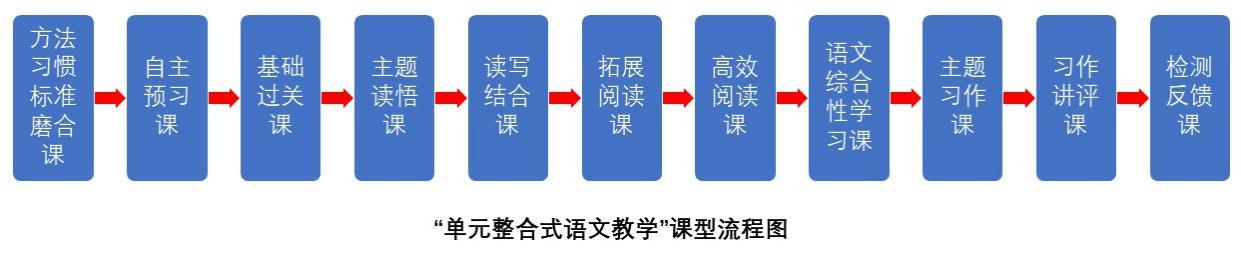 方法
习惯
标准
磨合
课
自主
预习
课
基础
过关
课
主题
读悟
课
读写
结合
课
拓展
阅读
课
高效
阅读
课
语文
综合
性学
习课
主题
习作
课
习作
讲评
课
检测
反馈
课
“单元整合式语文教学”课型流程图